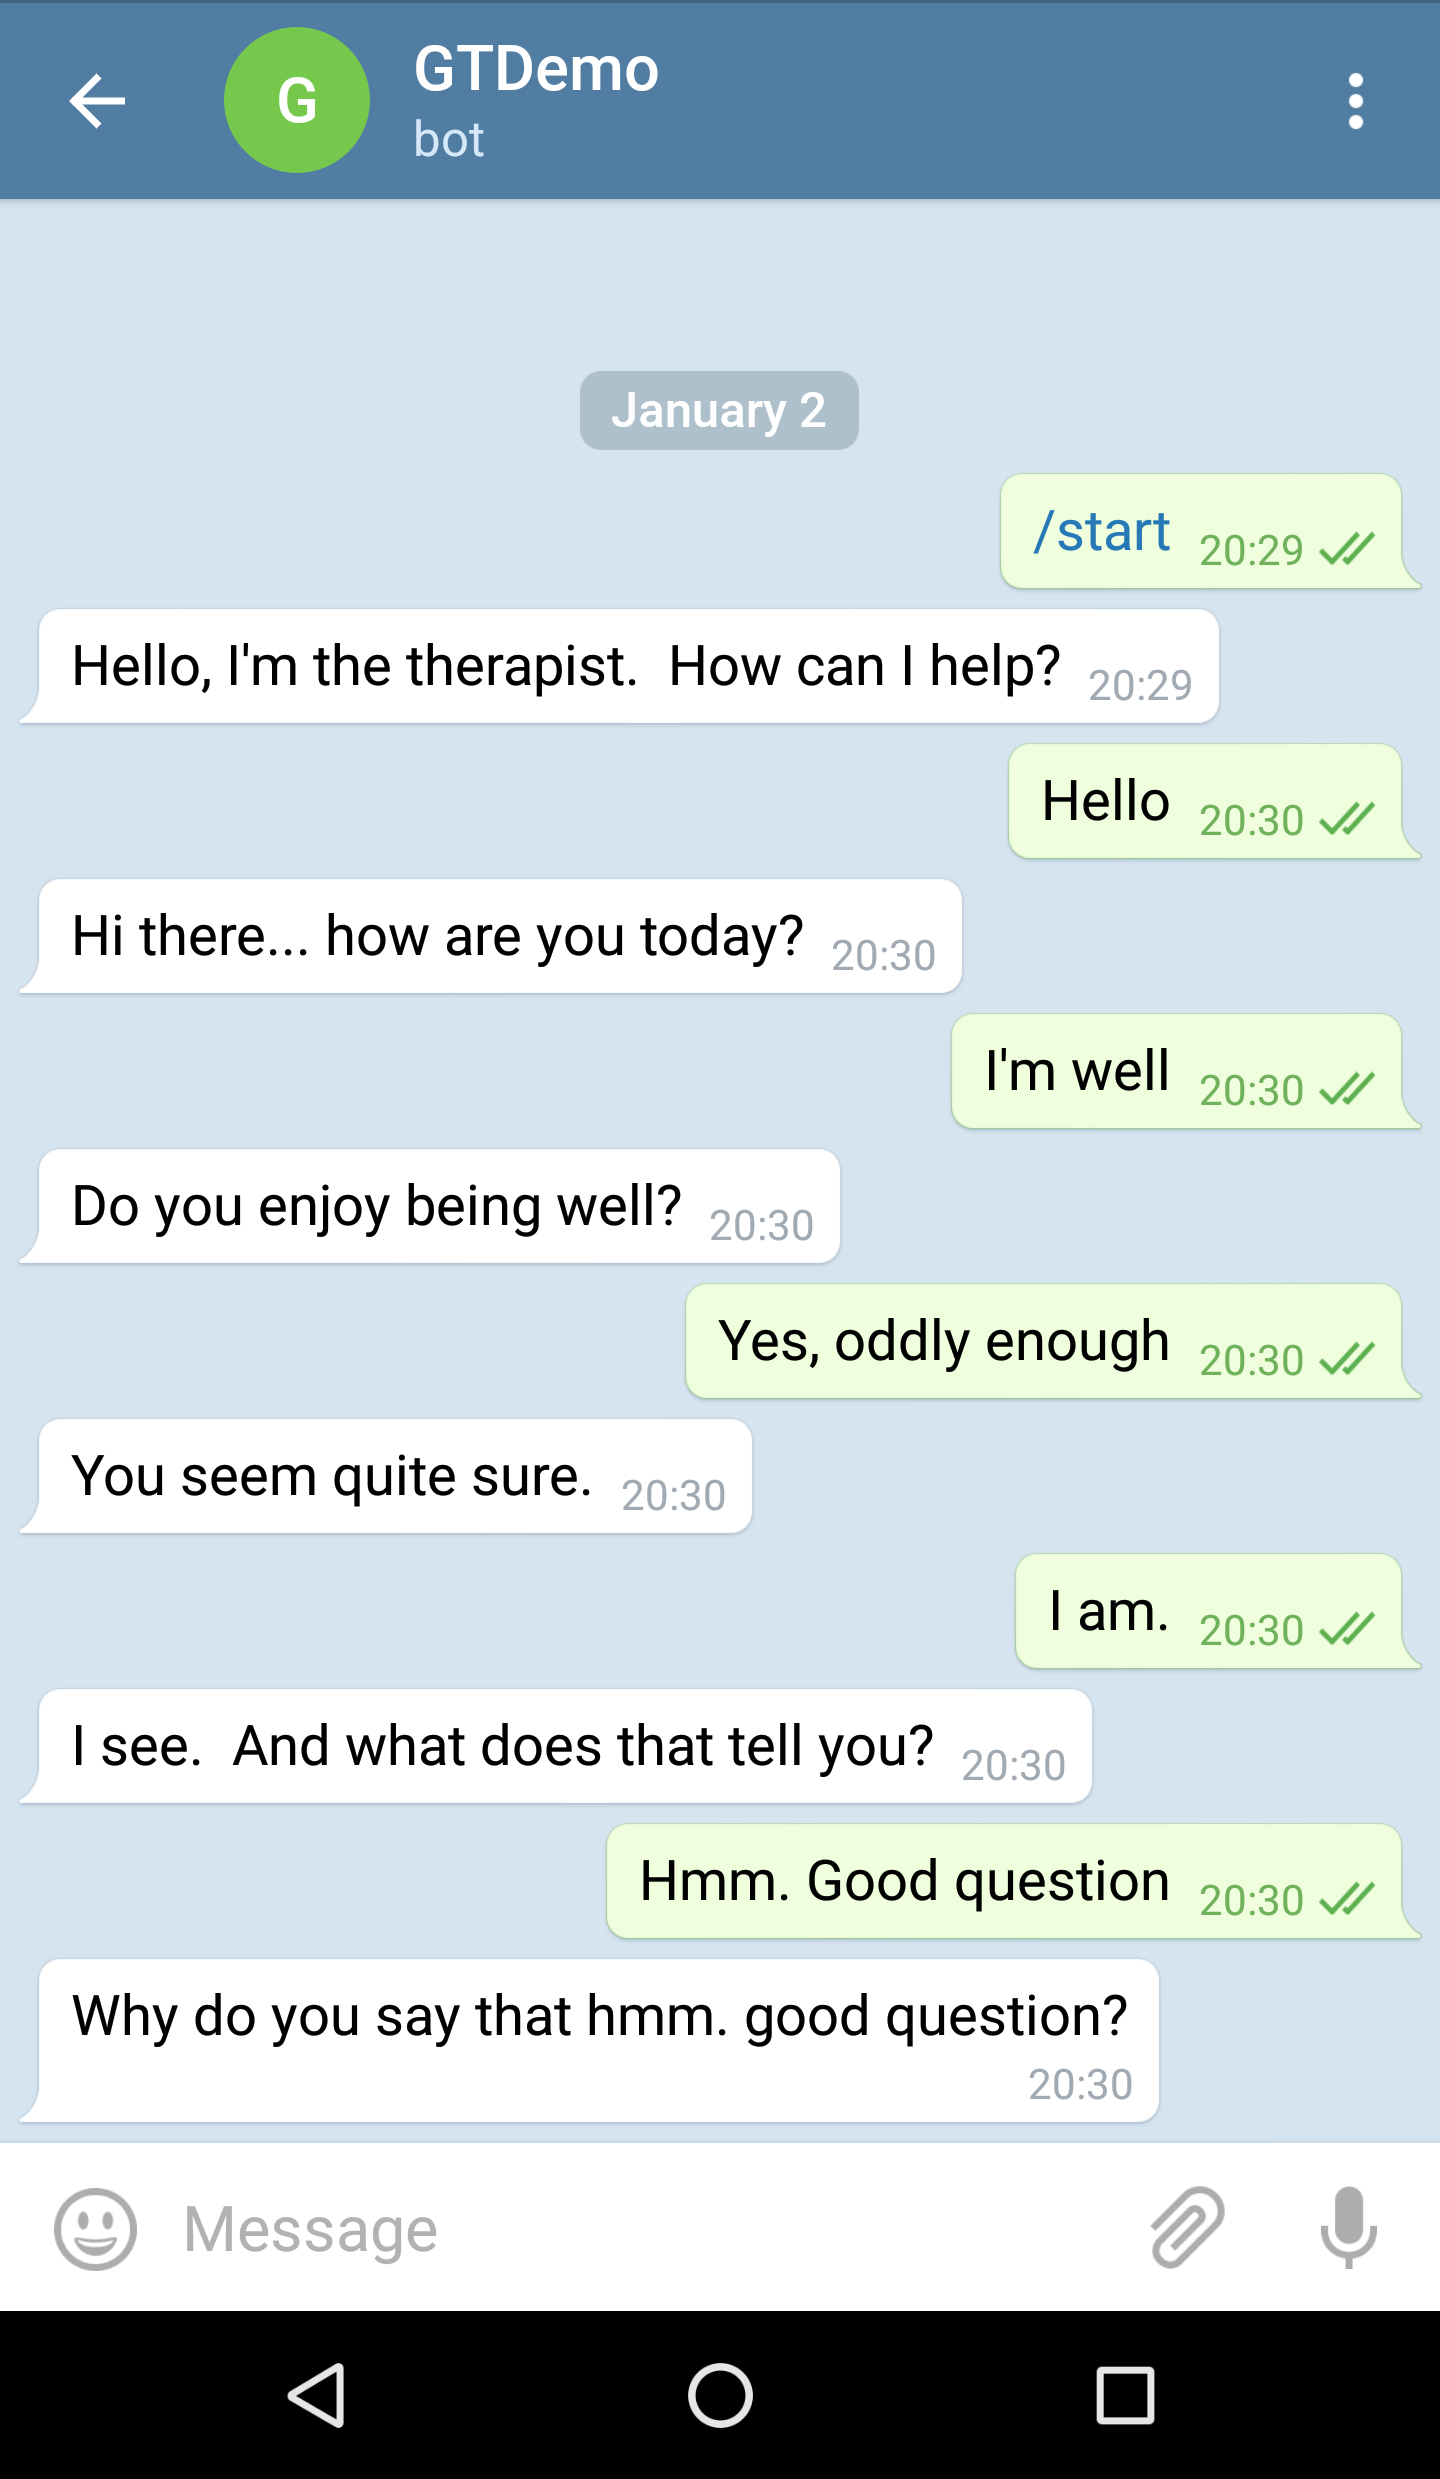 G
GTDemo
bot
January 2
/start 20:29
Hello, I'm the therapist.  How can I help? 20:29
Hello 20:30
Hi there... how are you today? 20:30
I'm well 20:30
Do you enjoy being well? 20:30
Yes, oddly enough 20:30
You seem quite sure. 20:30
I am. 20:30
I see.  And what does that tell you? 20:30
Hmm. Good question 20:30
Why do you say that hmm. good question?
20:30
Message